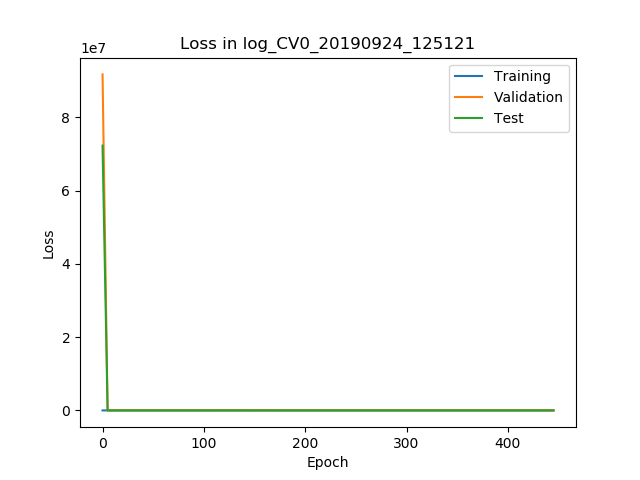 Loss in log_CV0_20190924_125121
1e7
Training
Validation
Test
8
6
4
2
0
Loss
0 100 200 300 400
Epoch